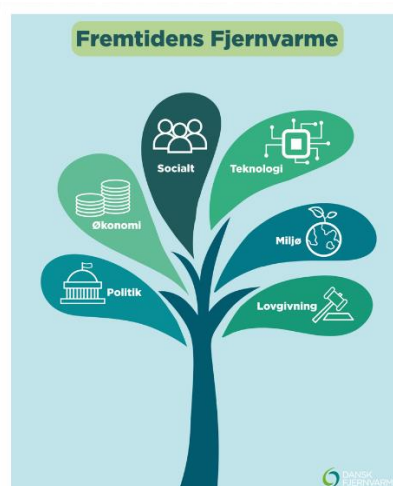 Fremtidens Fjernvarme
Socialt
Teknologi
Økonomi
Miljø
Politik
Lovgivning
DANSK
FJERNVARME